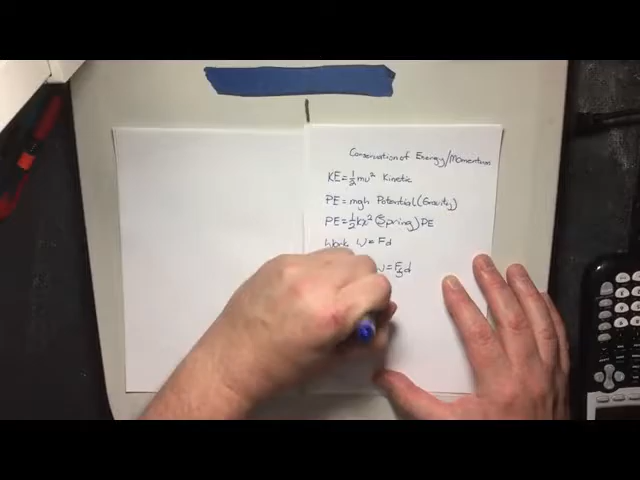 Conservation of Energy/Momentum
KE=½mv² Kinetic
PE=mgh Potential (Gravity)
PE=½kx² (Spring) PE
Work W=Fd
W=Ffd